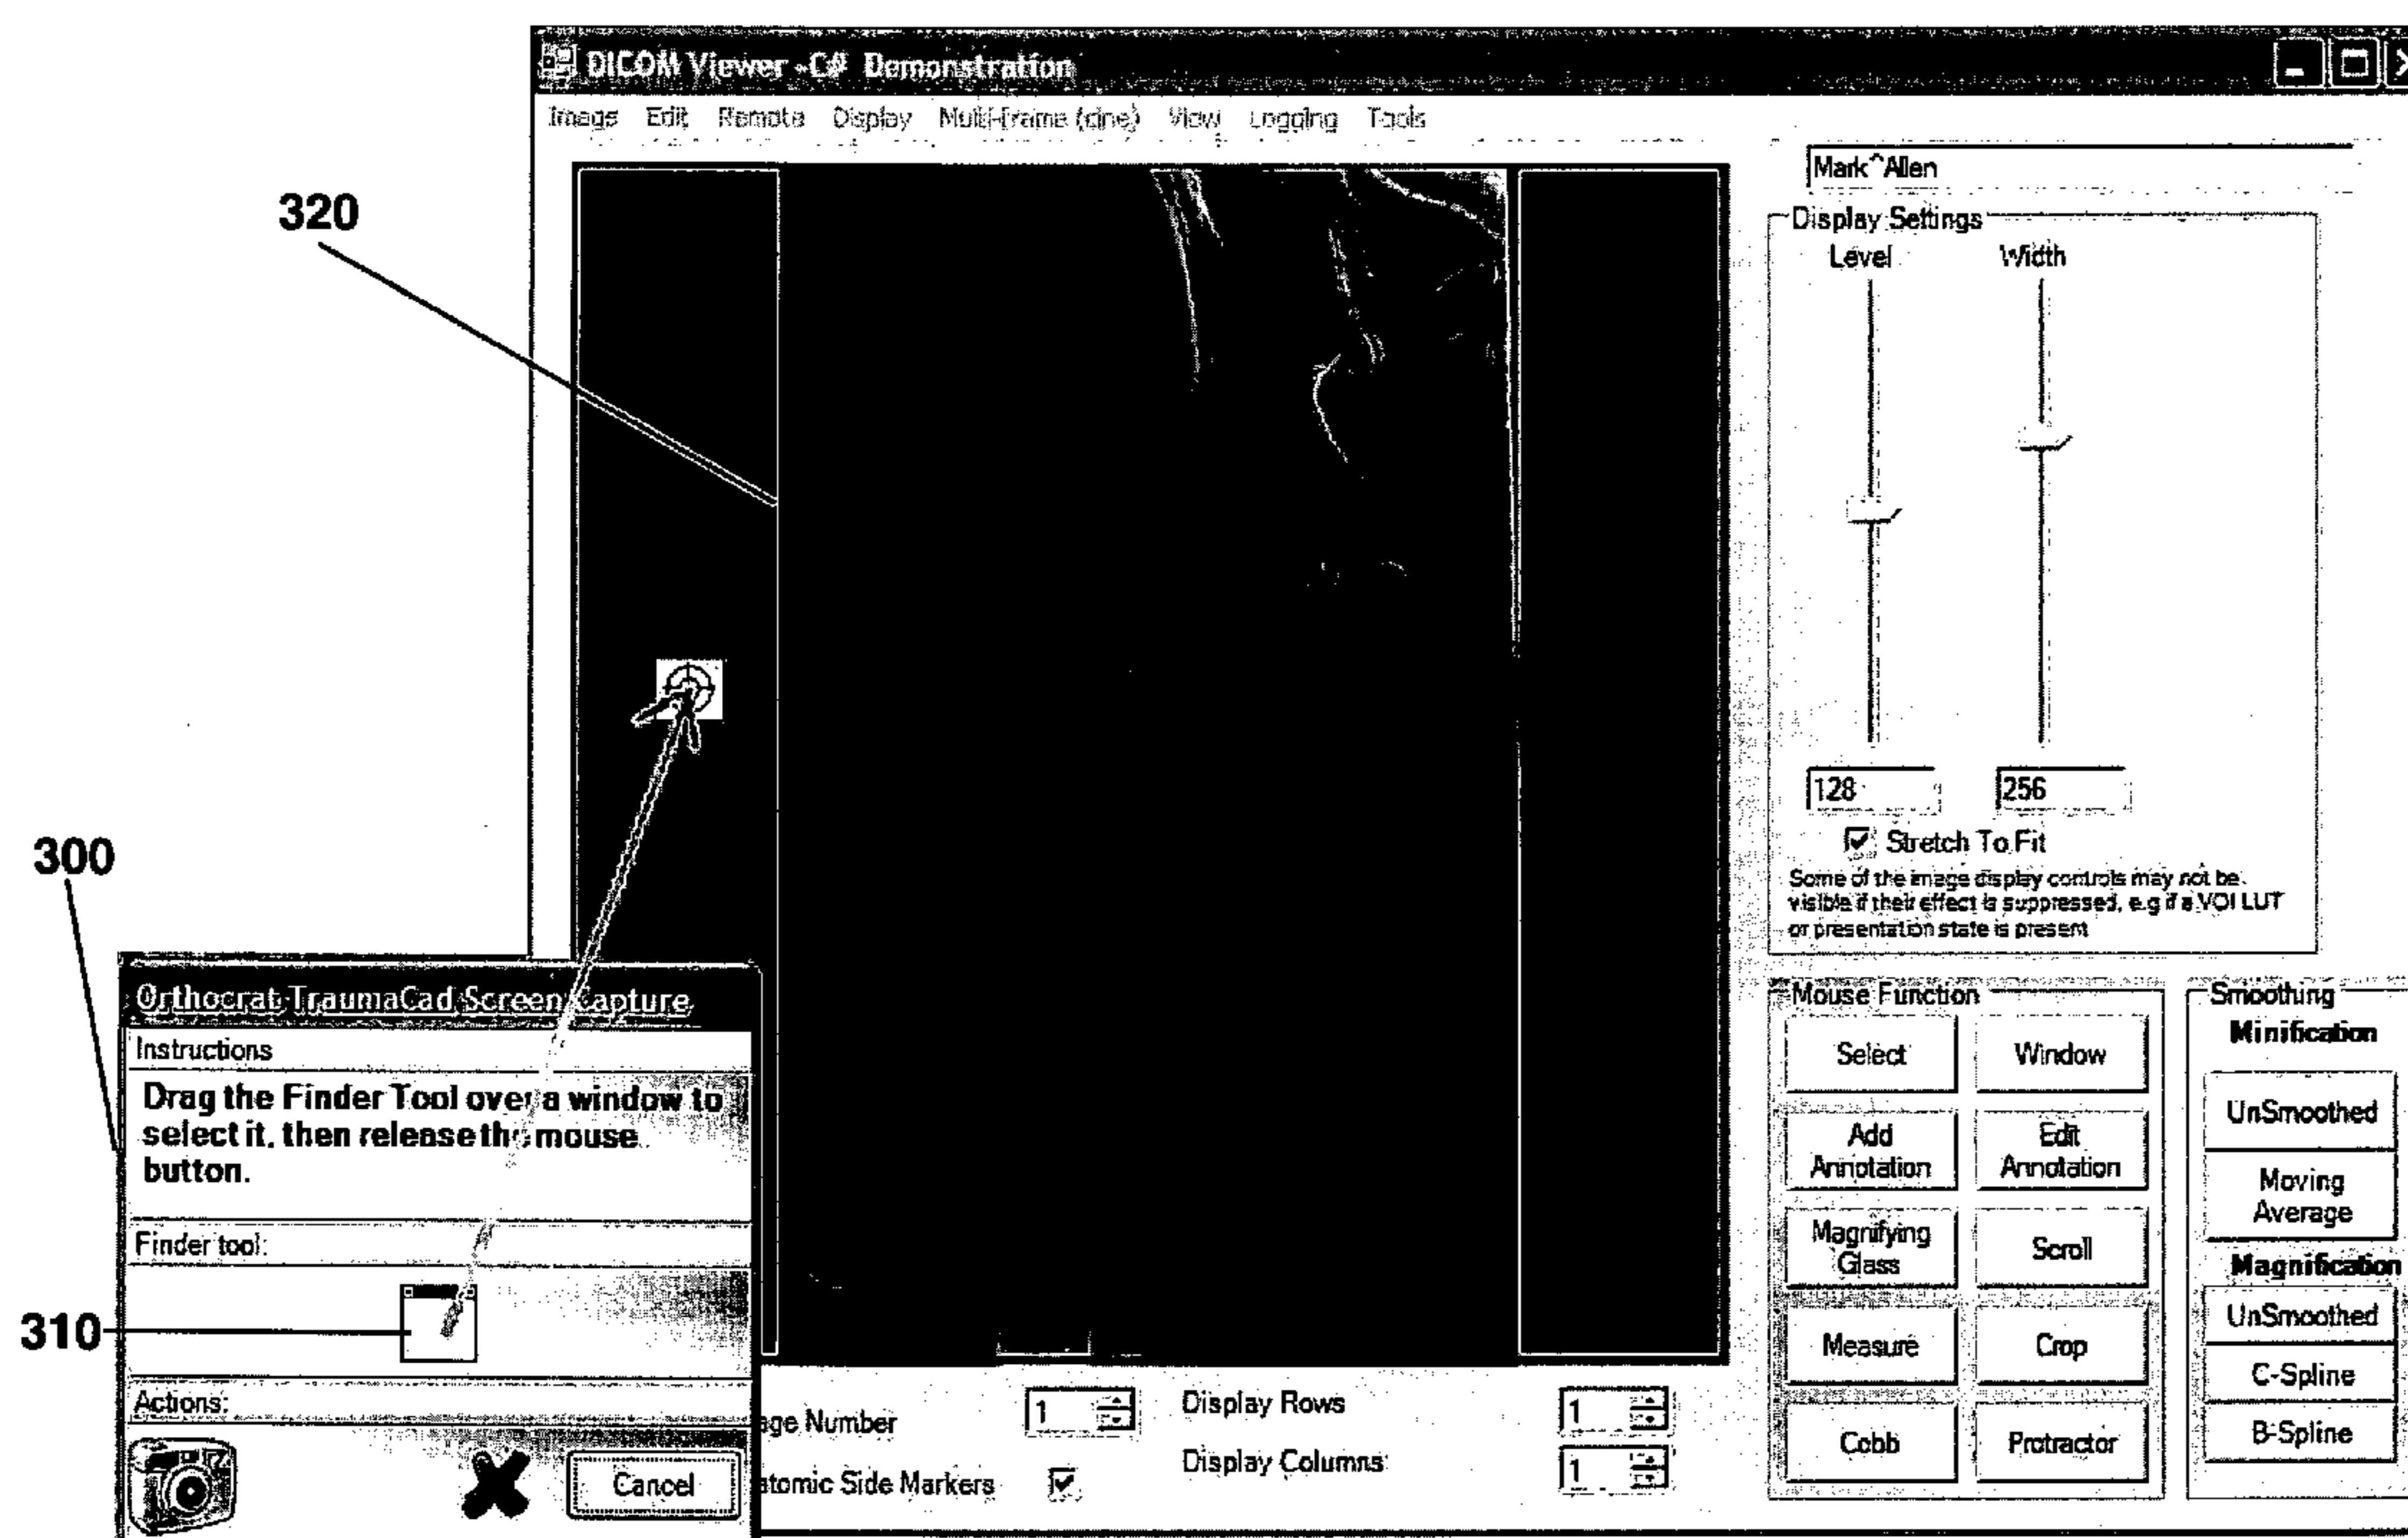 DICOM Viewer -C# Demonstration
Image Edit Remote Display Multi-frame (cine) View Logging Tools
Mark^Allen
320
Display Settings
Level Width
128 256
Stretch To Fit
Some of the image display controls may not be
visible if their effect is suppressed, e.g if a VOI LUT
or presentation state is present
300
Orthocrat TraumaCad Screen Capture
Instructions
Drag the Finder Tool over a window to
select it, then release the mouse
button.
Finder tool:
310
Actions:
Cancel
age Number 1
Display Rows 1
atomic Side Markers
Display Columns 1
Mouse Function
Select Window
Add
Annotation
Edit
Annotation
Magnifying
Glass
Scroll
Measure Crop
Cobb Protractor
Smoothing
Minification
UnSmoothed
Moving
Average
Magnification
UnSmoothed
C-Spline
B-Spline